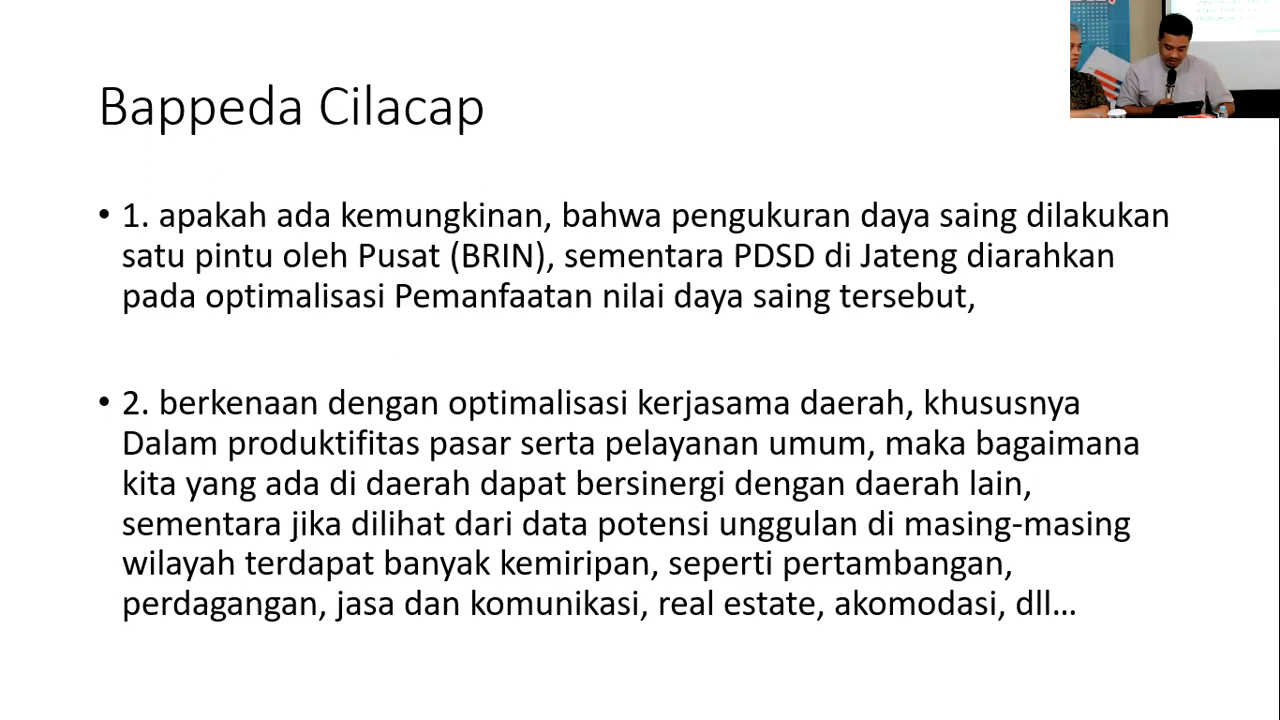 Bappeda Cilacap
• 1. apakah ada kemungkinan, bahwa pengukuran daya saing dilakukan
satu pintu oleh Pusat (BRIN), sementara PDSD di Jateng diarahkan
pada optimalisasi Pemanfaatan nilai daya saing tersebut,
• 2. berkenaan dengan optimalisasi kerjasama daerah, khususnya
Dalam produktifitas pasar serta pelayanan umum, maka bagaimana
kita yang ada di daerah dapat bersinergi dengan daerah lain,
sementara jika dilihat dari data potensi unggulan di masing-masing
wilayah terdapat banyak kemiripan, seperti pertambangan,
perdagangan, jasa dan komunikasi, real estate, akomodasi, dll...